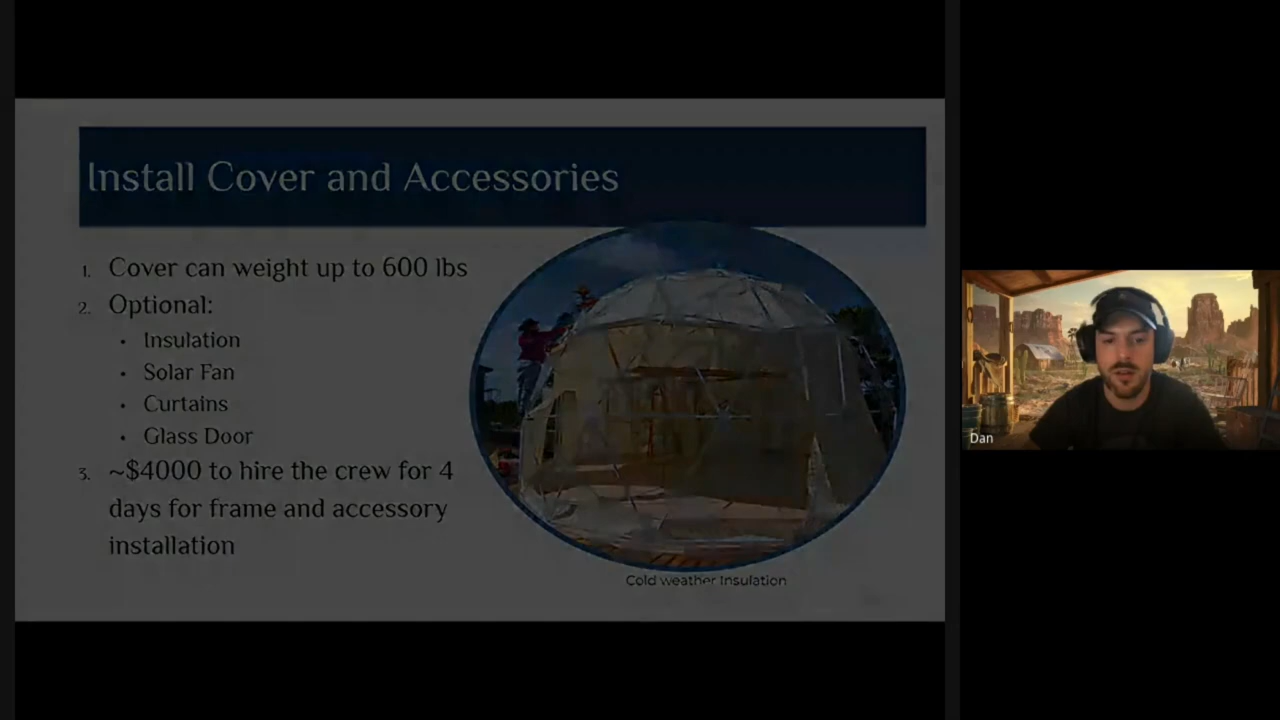 Install Cover and Accessories
1. Cover can weight up to 600 lbs
2. Optional:
• Insulation
• Solar Fan
• Curtains
• Glass Door
3. ~$4000 to hire the crew for 4
days for frame and accessory
installation
Cold weather Insulation
Dan